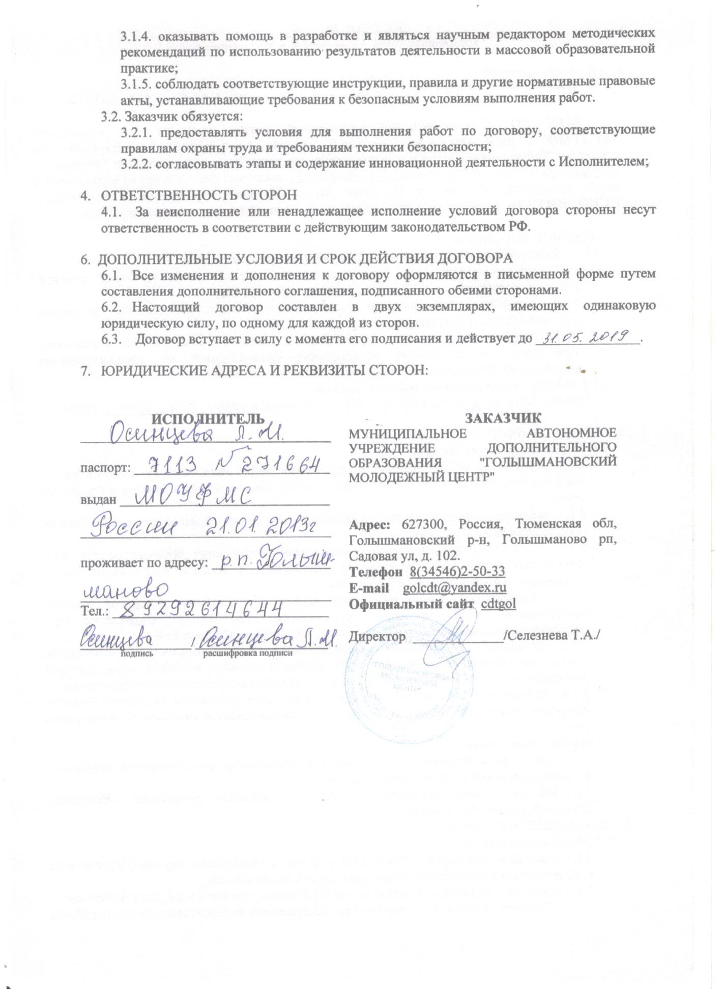 3.1.4. оказывать помощь в разработке и являться научным редактором методических
рекомендаций по использованию результатов деятельности в массовой образовательной
практике;
3.1.5. соблюдать соответствующие инструкции, правила и другие нормативные правовые
акты, устанавливающие требования к безопасным условиям выполнения работ.
3.2. Заказчик обязуется:
3.2.1. предоставлять условия для выполнения работ по договору, соответствующие
правилам охраны труда и требованиям техники безопасности;
3.2.2. согласовывать этапы и содержание инновационной деятельности с Исполнителем;
4. ОТВЕТСТВЕННОСТЬ СТОРОН
4.1. За неисполнение или ненадлежащее исполнение условий договора стороны несут
ответственность в соответствии с действующим законодательством РФ.
6. ДОПОЛНИТЕЛЬНЫЕ УСЛОВИЯ И СРОК ДЕЙСТВИЯ ДОГОВОРА
6.1. Все изменения и дополнения к договору оформляются в письменной форме путем
составления дополнительного соглашения, подписанного обеими сторонами.
6.2. Настоящий договор составлен в двух экземплярах, имеющих одинаковую
юридическую силу, по одному для каждой из сторон.
6.3. Договор вступает в силу с момента его подписания и действует до 31.05.2019.
7. ЮРИДИЧЕСКИЕ АДРЕСА И РЕКВИЗИТЫ СТОРОН:
ИСПОЛНИТЕЛЬ
Осинцева Л.М.
паспорт: 7113 №271664
выдан МОУФМС
России 21.01.2013г
проживает по адресу: р.п. Голыш-
маново
Тел.: 89292614644
Осинцева / Осинцева Л.М.
подпись расшифровка подписи
ЗАКАЗЧИК
МУНИЦИПАЛЬНОЕ АВТОНОМНОЕ
УЧРЕЖДЕНИЕ ДОПОЛНИТЕЛЬНОГО
ОБРАЗОВАНИЯ "ГОЛЫШМАНОВСКИЙ
МОЛОДЕЖНЫЙ ЦЕНТР"
Адрес: 627300, Россия, Тюменская обл,
Голышмановский р-н, Голышманово рп,
Садовая ул, д. 102.
Телефон 8(34546)2-50-33
E-mail golcdt@yandex.ru
Официальный сайт cdtgol
Директор /Селезнева Т.А./
МОЛОДЕЖНЫЙ
ЦЕНТР